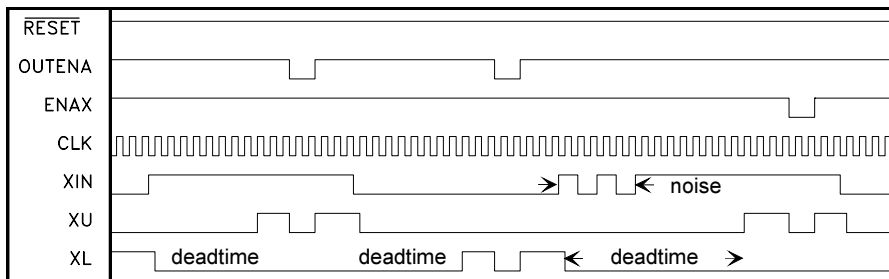 RESET
OUTENA
ENAX
CLK
XIN noise
XU
XL deadtime deadtime deadtime